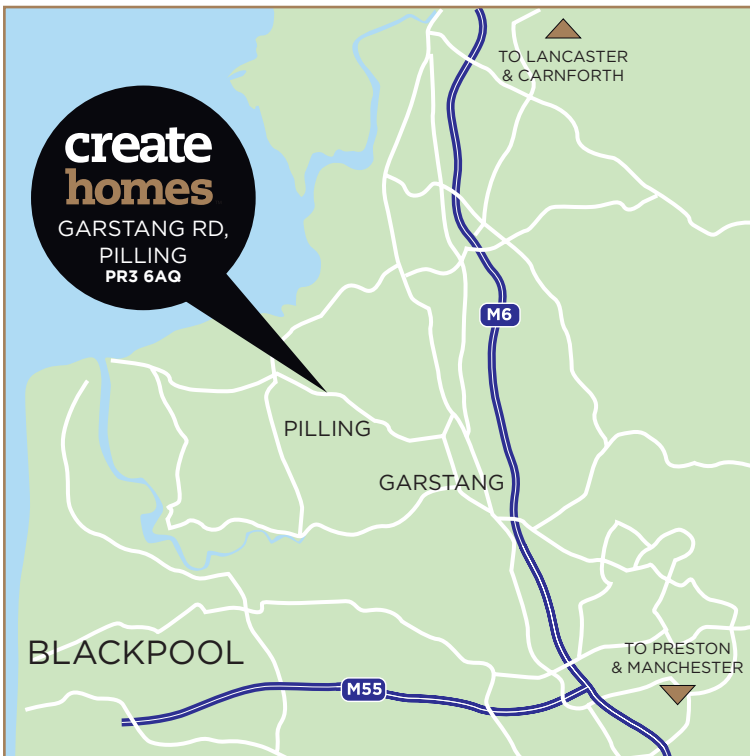 TO LANCASTER
& CARNFORTH
create
homes
GARSTANG RD,
PILLING
PR3 6AQ
M6
PILLING
GARSTANG
BLACKPOOL
TO PRESTON
& MANCHESTER
M55